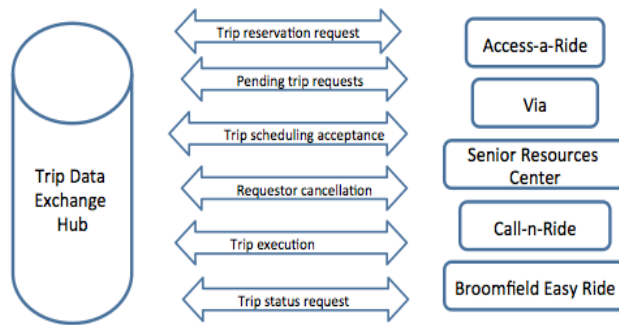 Trip Data
Exchange
Hub
Trip reservation request
Pending trip requests
Trip scheduling acceptance
Requestor cancellation
Trip execution
Trip status request
Access-a-Ride
Via
Senior Resources
Center
Call-n-Ride
Broomfield Easy Ride